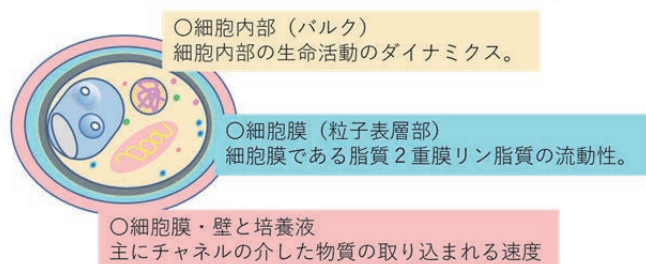 〇細胞内部（バルク）
細胞内部の生命活動のダイナミクス。
〇細胞膜（粒子表層部）
細胞膜である脂質２重膜リン脂質の流動性。
〇細胞膜・壁と培養液
主にチャネルの介した物質の取り込まれる速度